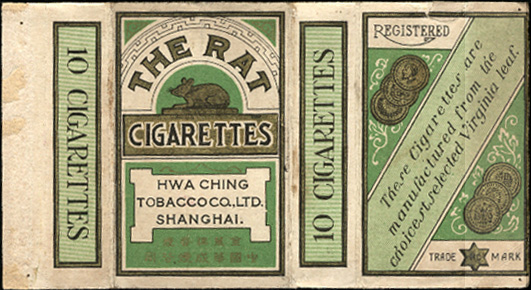 10 CIGARETTES
THE RAT
CIGARETTES
HWA CHING
TOBACCO CO., LTD.
SHANGHAI.
10 CIGARETTES
REGISTERED
These Cigarettes are
manufactured from the
choicest selected Virginia leaf.
TRADE MARK